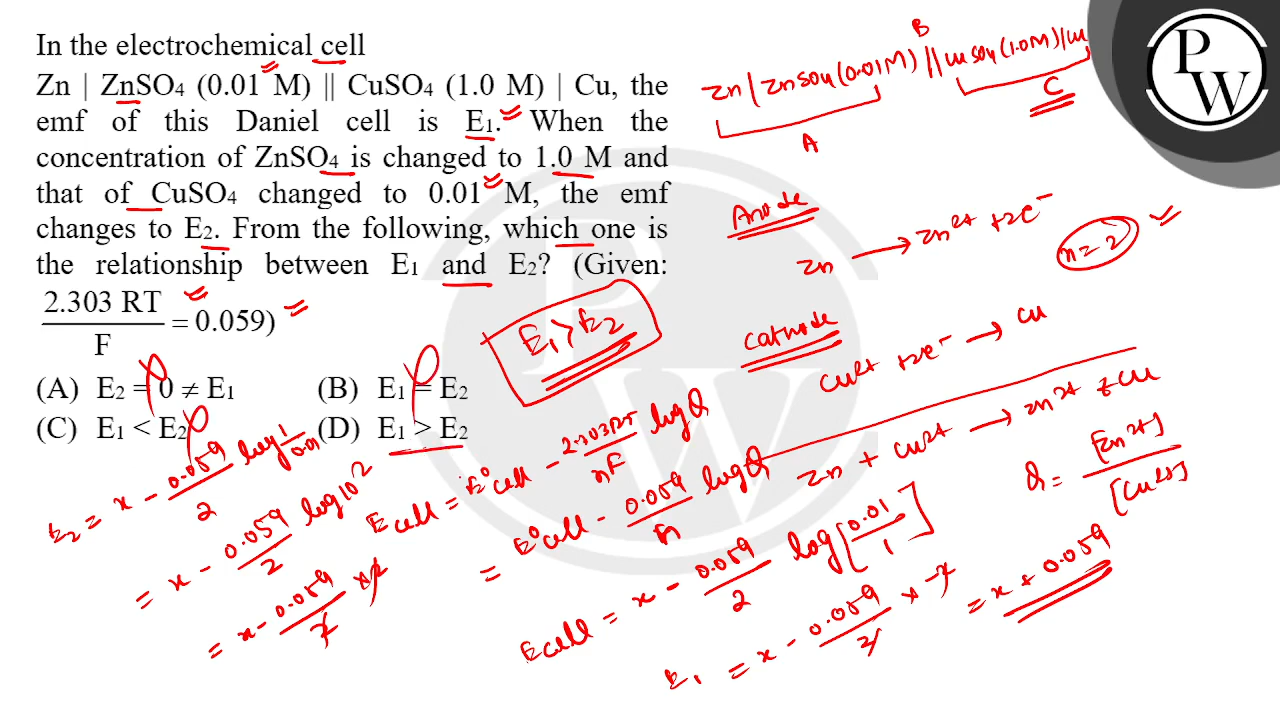 In the electrochemical cell
Zn | ZnSO₄ (0.01 M) || CuSO₄ (1.0 M) | Cu, the
emf of this Daniel cell is E₁. When the
concentration of ZnSO₄ is changed to 1.0 M and
that of CuSO₄ changed to 0.01 M, the emf
changes to E₂. From the following, which one is
the relationship between E₁ and E₂? (Given:
2.303 RT / F = 0.059)
(A) E₂ = 0 ≠ E₁ (B) E₁ = E₂
(C) E₁ < E₂ (D) E₁ > E₂
E₁ > E₂
Zn | ZnSO₄ (0.01M) || CuSO₄ (1.0M) | Cu
A B C
Anode
Zn → Zn²⁺ + 2e⁻
n = 2
Cathode
Cu²⁺ + 2e⁻ → Cu
Zn + Cu²⁺ → Zn²⁺ + Cu
Q = [Zn²⁺] / [Cu²⁺]
Ecell = E°cell - 2.303RT/nF log Q
= E°cell - 0.059/n log Q
Ecell = x - 0.059/2 log [0.01/1]
E₁ = x - 0.059/2 × -2
= x + 0.059
E₂ = x - 0.059/2 log 1/0.01
= x - 0.059/2 log 10²
= x - 0.059/2 × 2
P
W